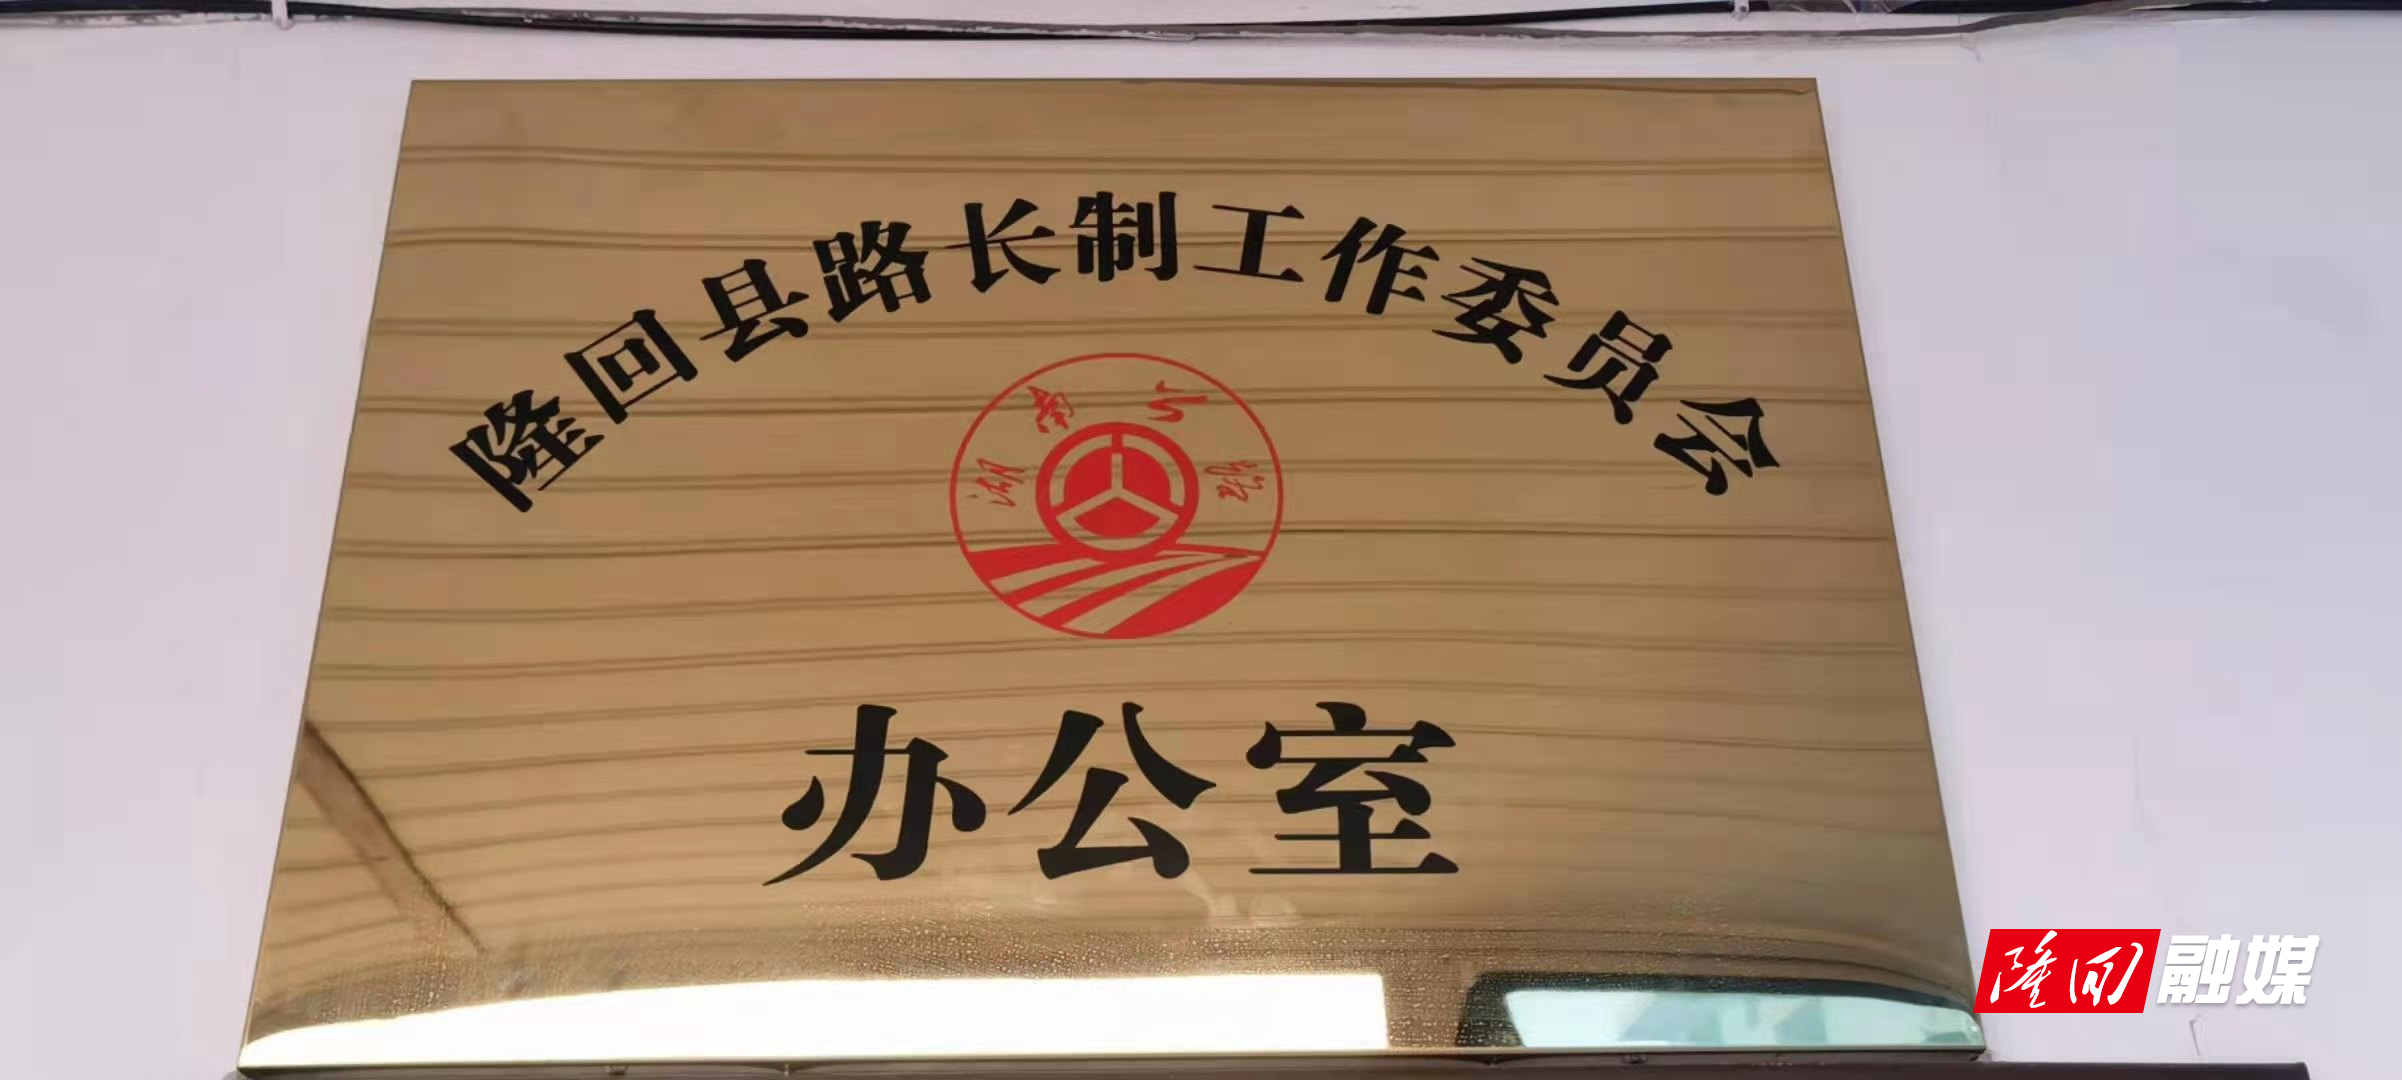 隆回县路长制工作委员会
湖南公路
办公室
隆回融媒